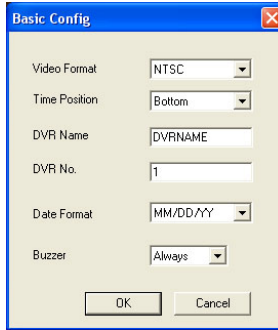 Basic Config
Video Format NTSC
Time Position Bottom
DVR Name DVRNAME
DVR No. 1
Date Format MM/DD/YY
Buzzer Always
OK Cancel